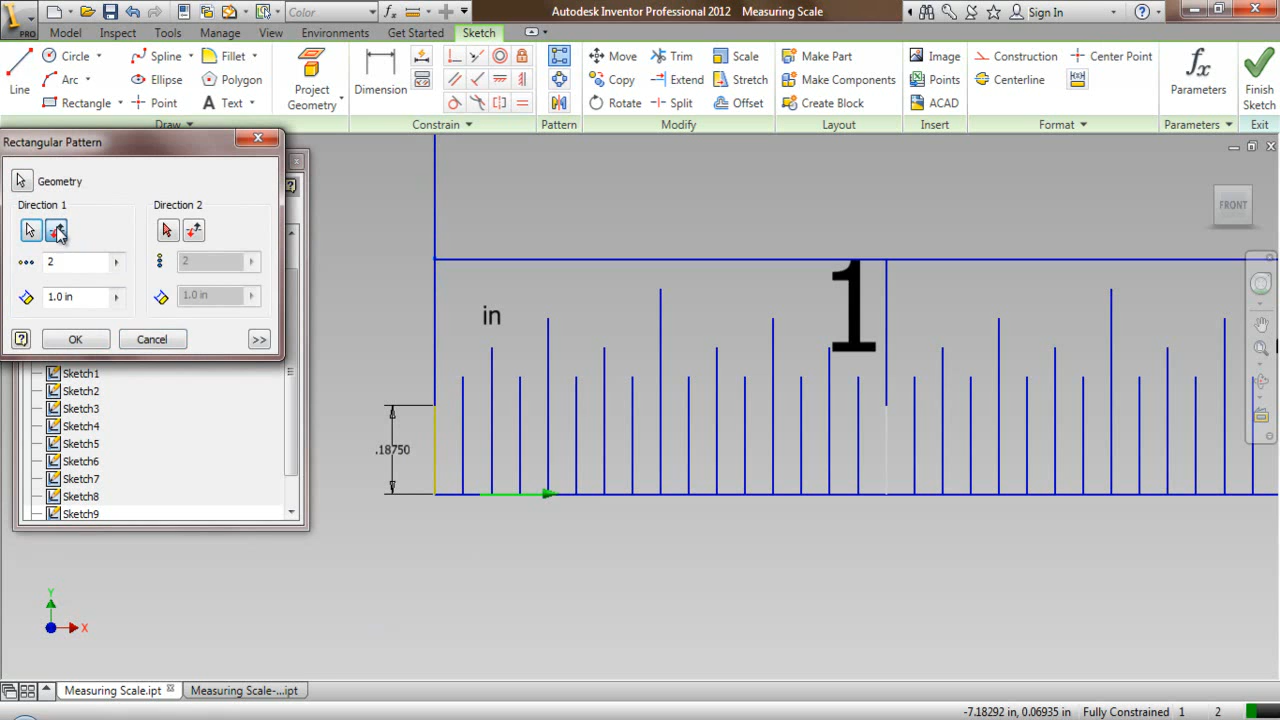 Color
Autodesk Inventor Professional 2012 Measuring Scale
Sign In
PRO
Model Inspect Tools Manage View Environments Get Started Sketch
Line
Circle
Arc
Rectangle
Spline
Ellipse
Point
Fillet
Polygon
Text
Draw
Project
Geometry
Dimension
Constrain
Pattern
Move
Copy
Rotate
Trim
Extend
Split
Scale
Stretch
Offset
Modify
Make Part
Make Components
Create Block
Layout
Image
Points
ACAD
Insert
Construction
Centerline
Center Point
Format
Parameters
Parameters
Finish
Sketch
Exit
Rectangular Pattern
Geometry
Direction 1
Direction 2
2
2
1.0 in
1.0 in
OK
Cancel
>>
Sketch1
Sketch2
Sketch3
Sketch4
Sketch5
Sketch6
Sketch7
Sketch8
Sketch9
FRONT
in
1
.18750
Y
X
Measuring Scale.ipt
Measuring Scale-...ipt
-7.18292 in, 0.06935 in Fully Constrained 1 2